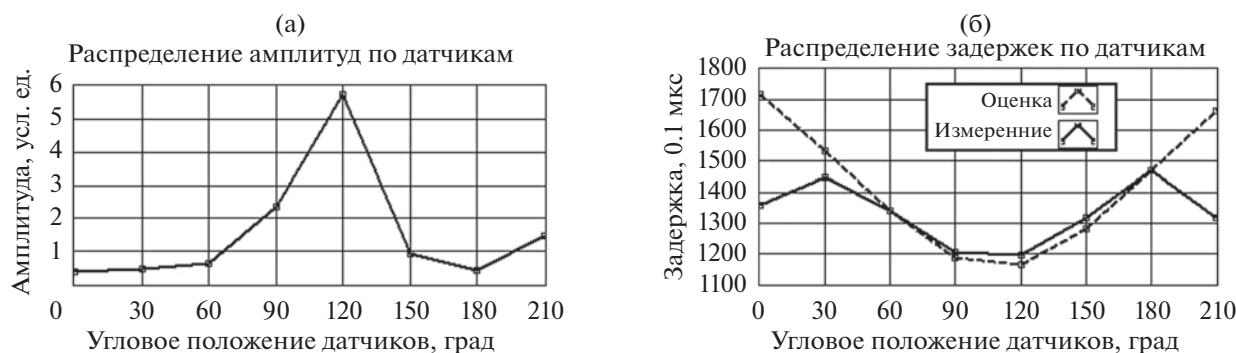 (а)
Распределение амплитуд по датчикам
Амплитуда, усл. ед.
6
5
4
3
2
1
0 30 60 90 120 150 180 210
Угловое положение датчиков, град
(б)
Распределение задержек по датчикам
Задержка, 0.1 мкс
1800
1700
1600
1500
1400
1300
1200
1100
Оценка
Измеренние
0 30 60 90 120 150 180 210
Угловое положение датчиков, град